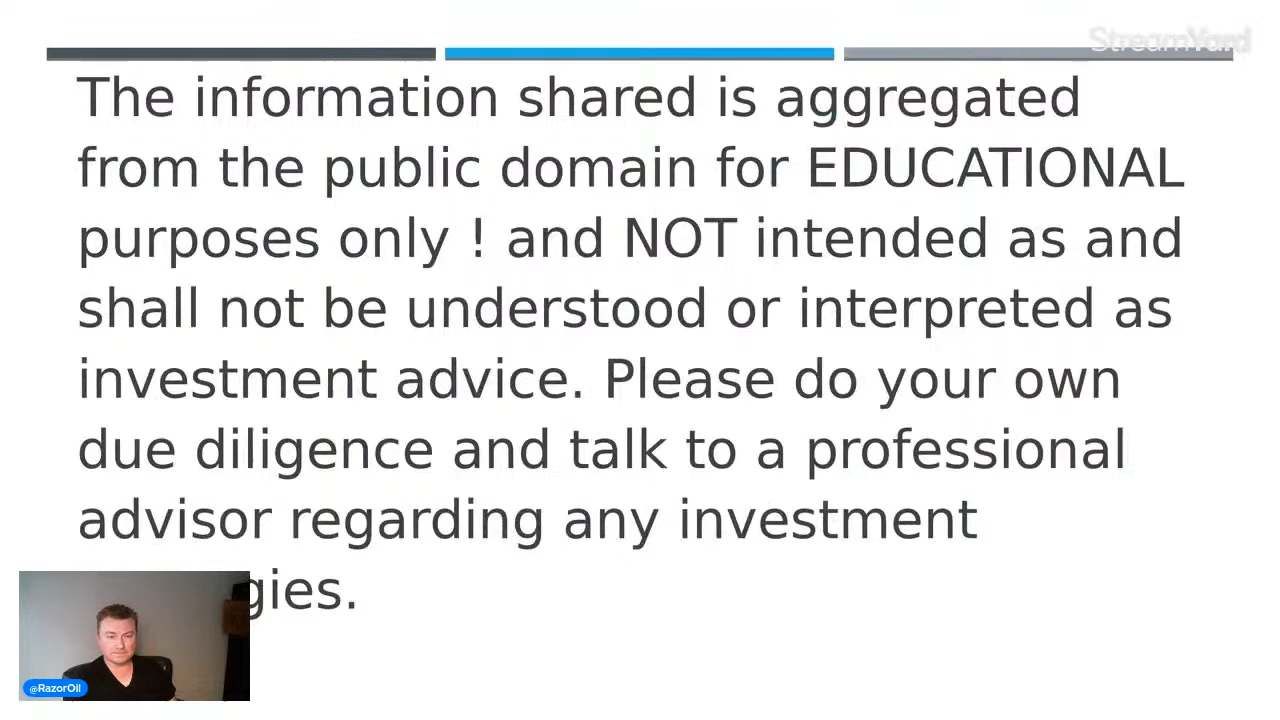 StreamYard
The information shared is aggregated
from the public domain for EDUCATIONAL
purposes only ! and NOT intended as and
shall not be understood or interpreted as
investment advice. Please do your own
due diligence and talk to a professional
advisor regarding any investment
gies.
@RazorOil